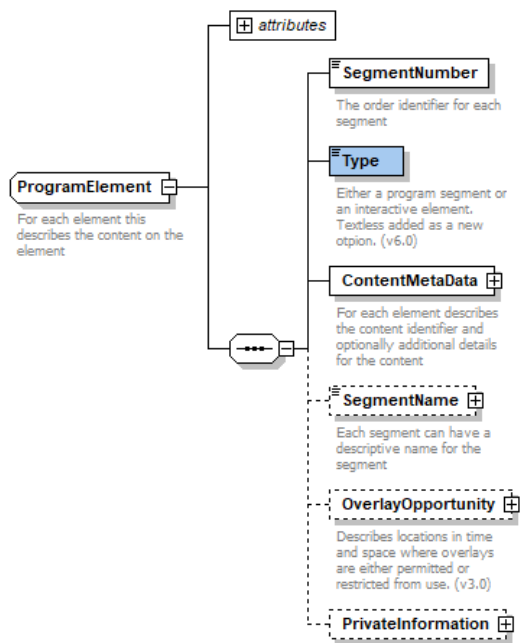 attributes
SegmentNumber
The order identifier for each
segment
Type
Either a program segment or
an interactive element.
Textless added as a new
otpion. (v6.0)
ProgramElement
For each element this
describes the content on the
element
ContentMetaData
For each element describes
the content identifier and
optionally additional details
for the content
SegmentName
Each segment can have a
descriptive name for the
segment
OverlayOpportunity
Describes locations in time
and space where overlays
are either permitted or
restricted from use. (v3.0)
PrivateInformation